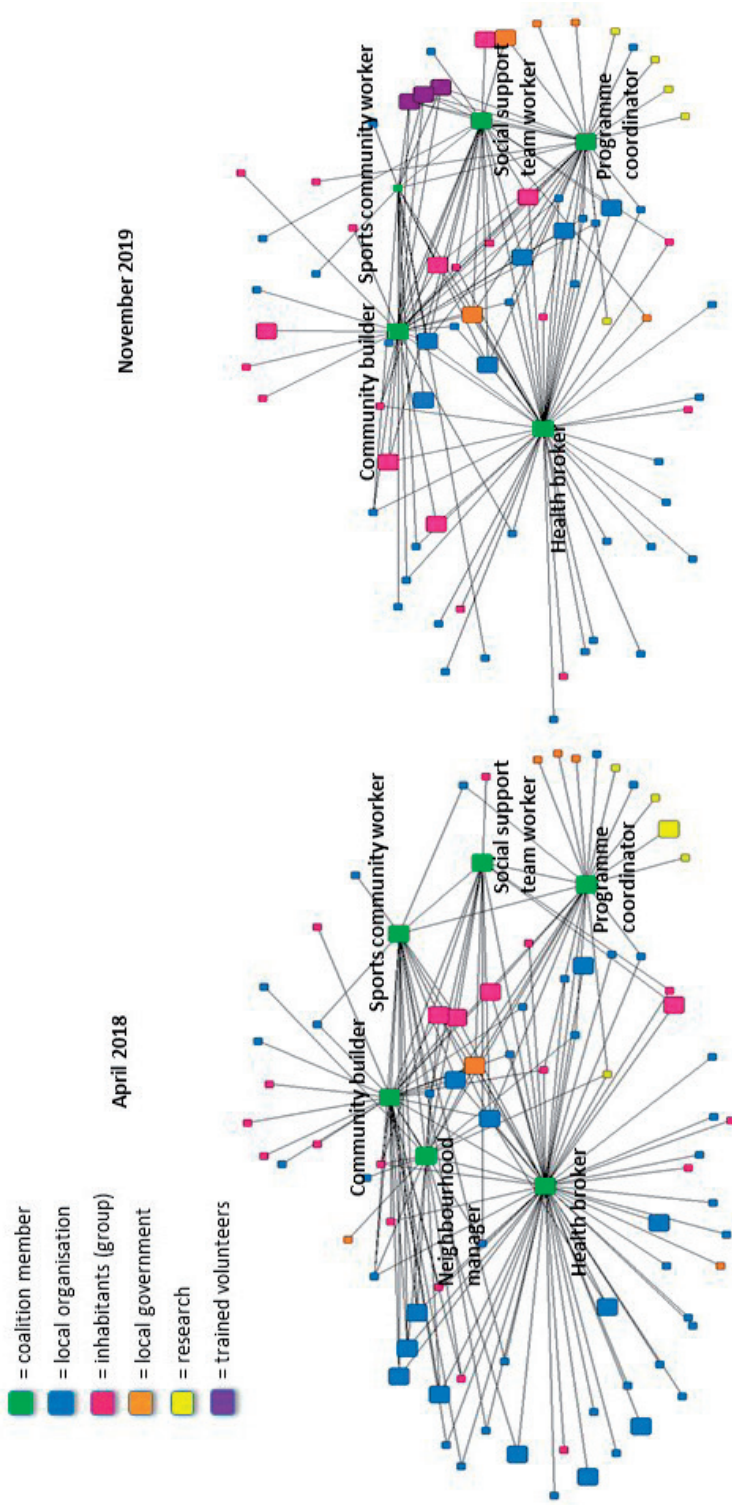 = coalition member
= local organisation
= inhabitants (group)
= local government
= research
= trained volunteers
April 2018
Community builder
Sports community worker
Neighbourhood
manager
Social support
team worker
Health broker
Programme
coordinator
November 2019
Community builder
Sports community worker
Social support
team worker
Health broker
Programme
coordinator